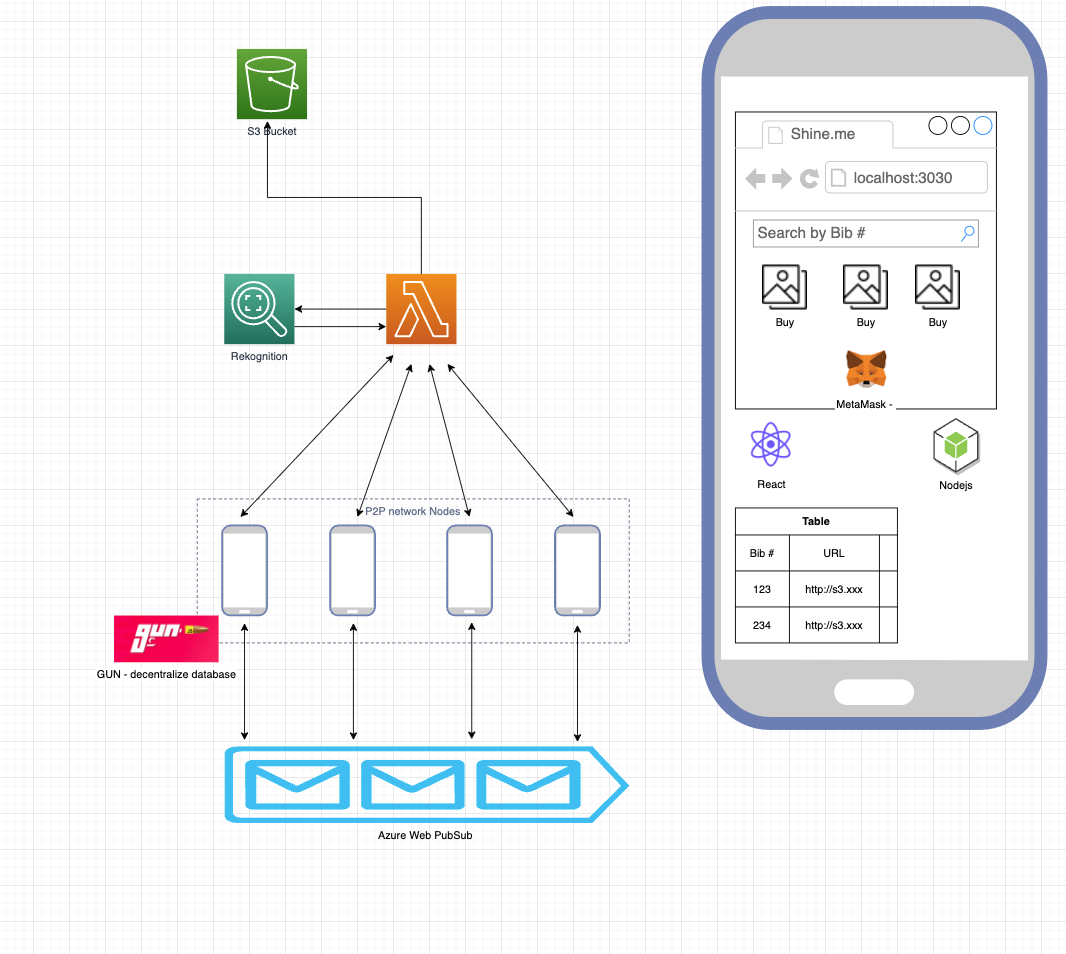 S3 Bucket
Rekognition
P2P network Nodes
gun
GUN - decentralize database
Azure Web PubSub
Shine.me
localhost:3030
Search by Bib #
Buy
Buy
Buy
MetaMask -
React
Nodejs
Table
Bib # URL
123 http://s3.xxx
234 http://s3.xxx